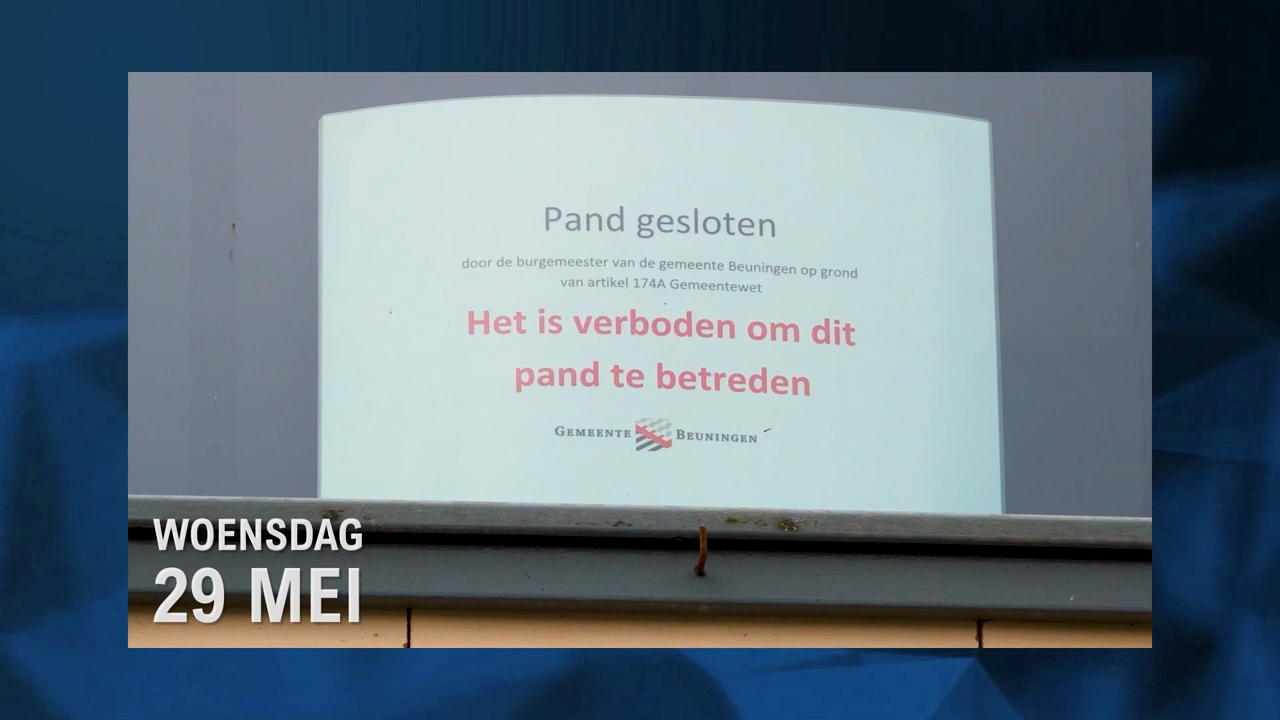 Pand gesloten
door de burgemeester van de gemeente Beuningen op grond
van artikel 174A Gemeentewet
Het is verboden om dit
pand te betreden
GEMEENTE BEUNINGEN
WOENSDAG
29 MEI